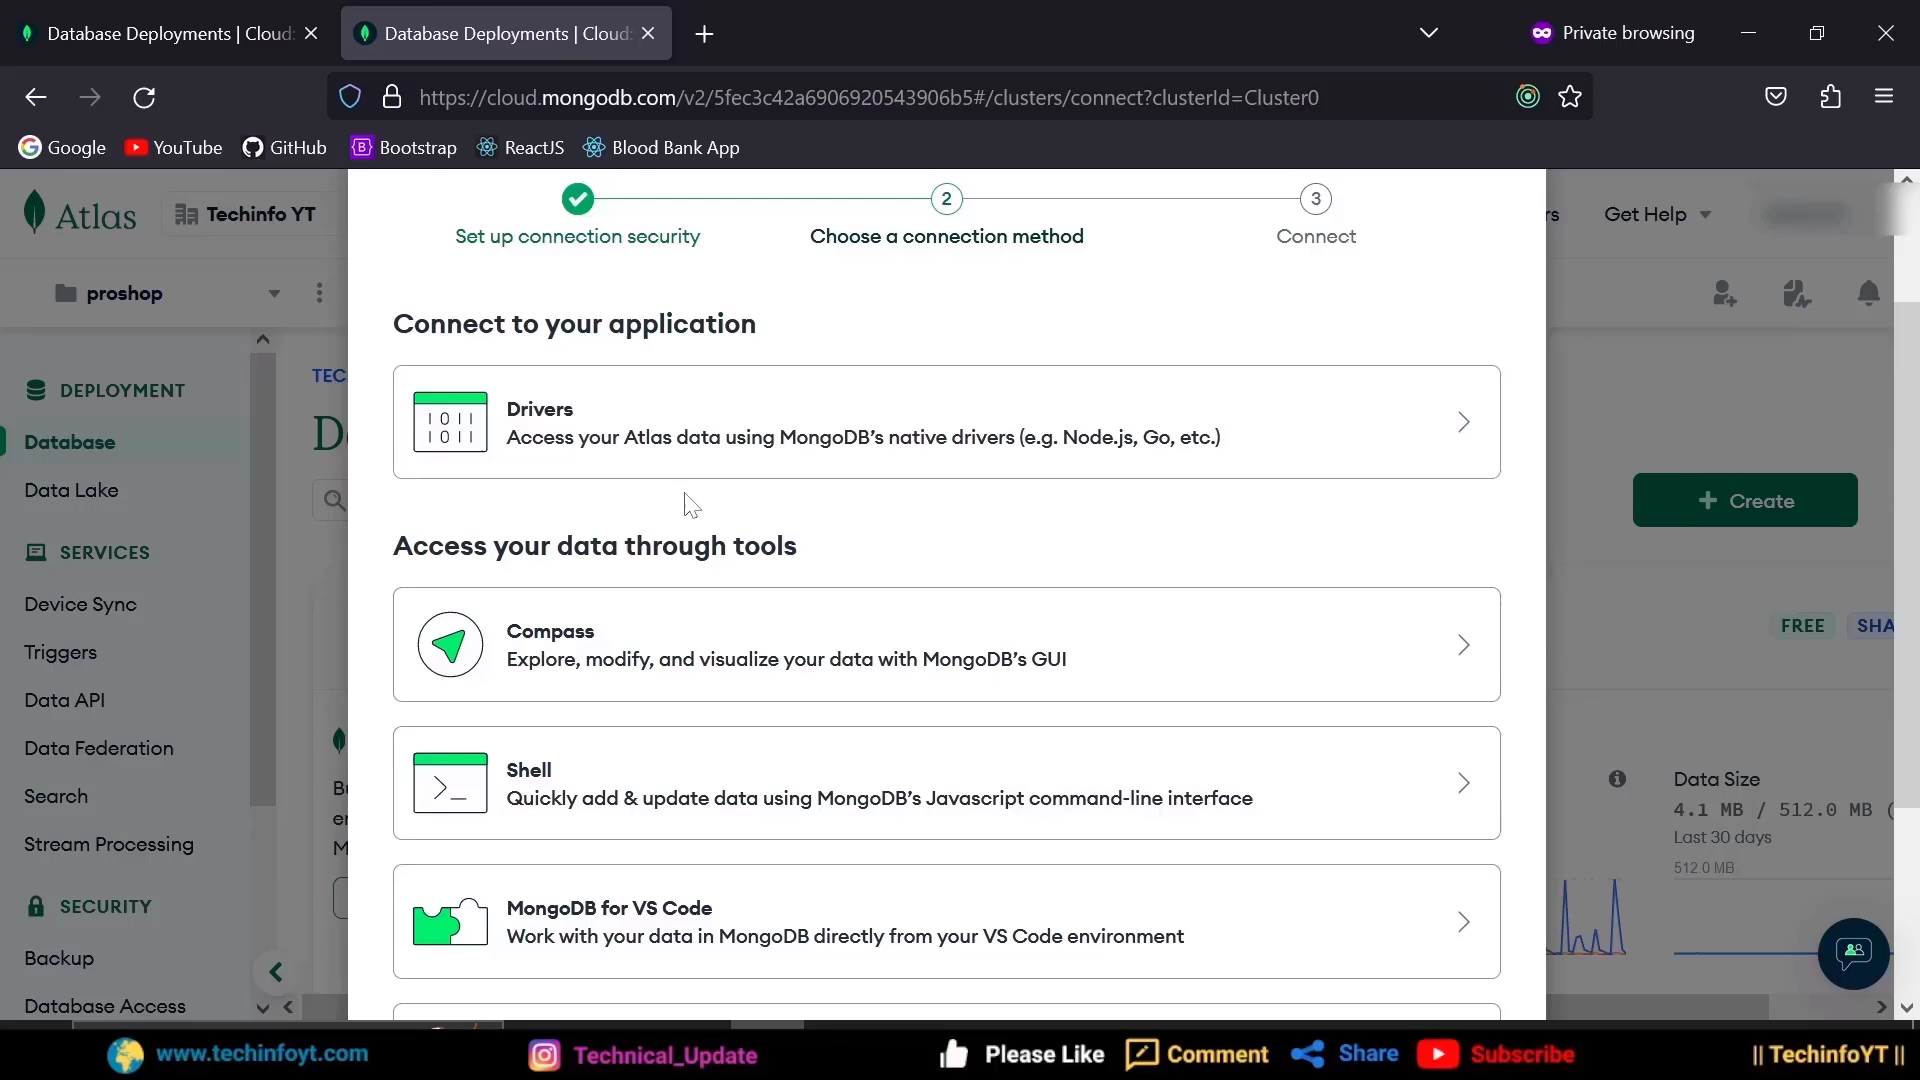 Database Deployments | Cloud:
Database Deployments | Cloud:
Private browsing
https://cloud.mongodb.com/v2/5fec3c42a6906920543906b5#/clusters/connect?clusterId=Cluster0
Google
YouTube
GitHub
Bootstrap
ReactJS
Blood Bank App
Atlas
Techinfo YT
rs
Get Help
2
3
Set up connection security
Choose a connection method
Connect
proshop
Connect to your application
DEPLOYMENT
Database
Data Lake
SERVICES
Device Sync
Triggers
Data API
Data Federation
Search
Stream Processing
SECURITY
Backup
Database Access
TEC
Drivers
Access your Atlas data using MongoDB’s native drivers (e.g. Node.js, Go, etc.)
Create
Access your data through tools
Compass
Explore, modify, and visualize your data with MongoDB’s GUI
FREE
SHA
Shell
Quickly add & update data using MongoDB’s Javascript command-line interface
Data Size
4.1 MB / 512.0 MB (
Last 30 days
512.0 MB
MongoDB for VS Code
Work with your data in MongoDB directly from your VS Code environment
www.techinfoyt.com
Technical_Update
Please Like
Comment
Share
Subscribe
|| TechinfoYT ||